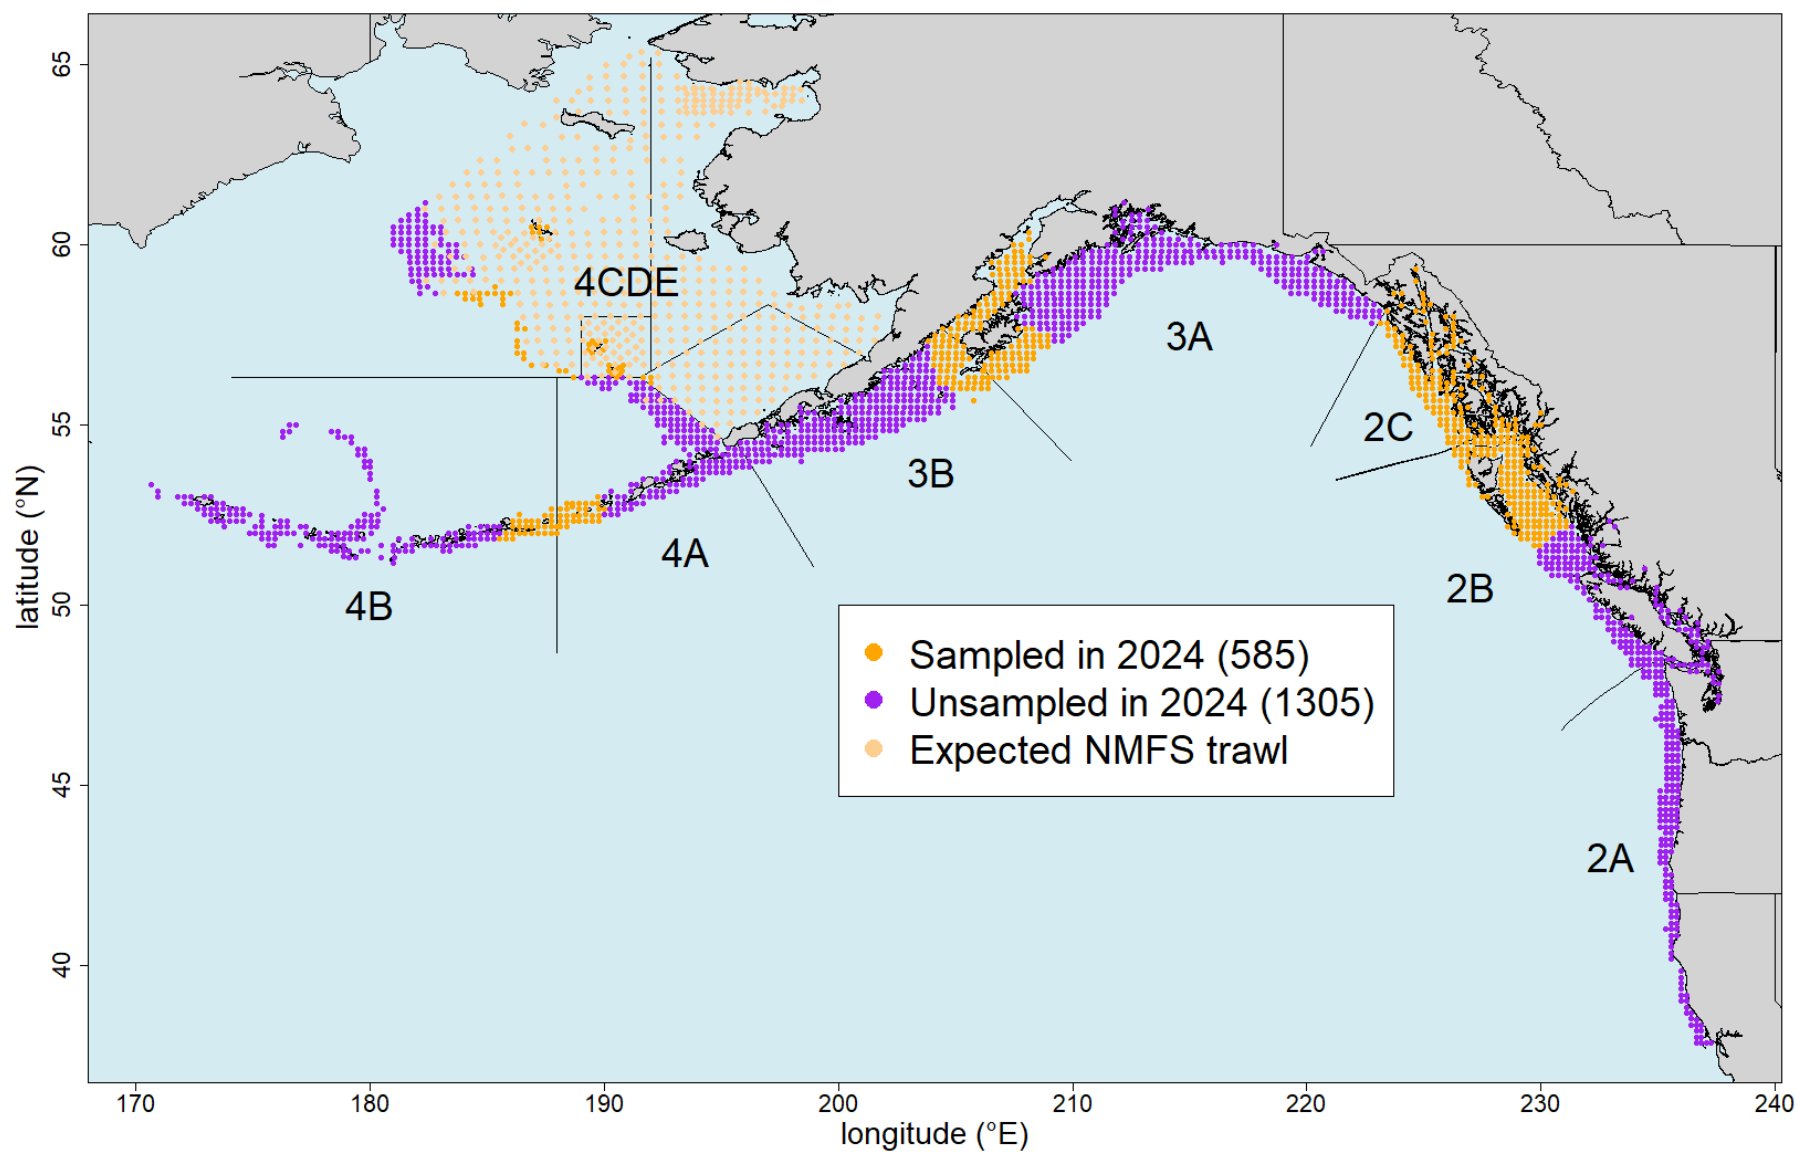 65
60
55
50
45
40
latitude (°N)
4CDE
3A
2C
3B
4A
2B
4B
2A
Sampled in 2024 (585)
Unsampled in 2024 (1305)
Expected NMFS trawl
170
180
190
200
210
220
230
240
longitude (°E)